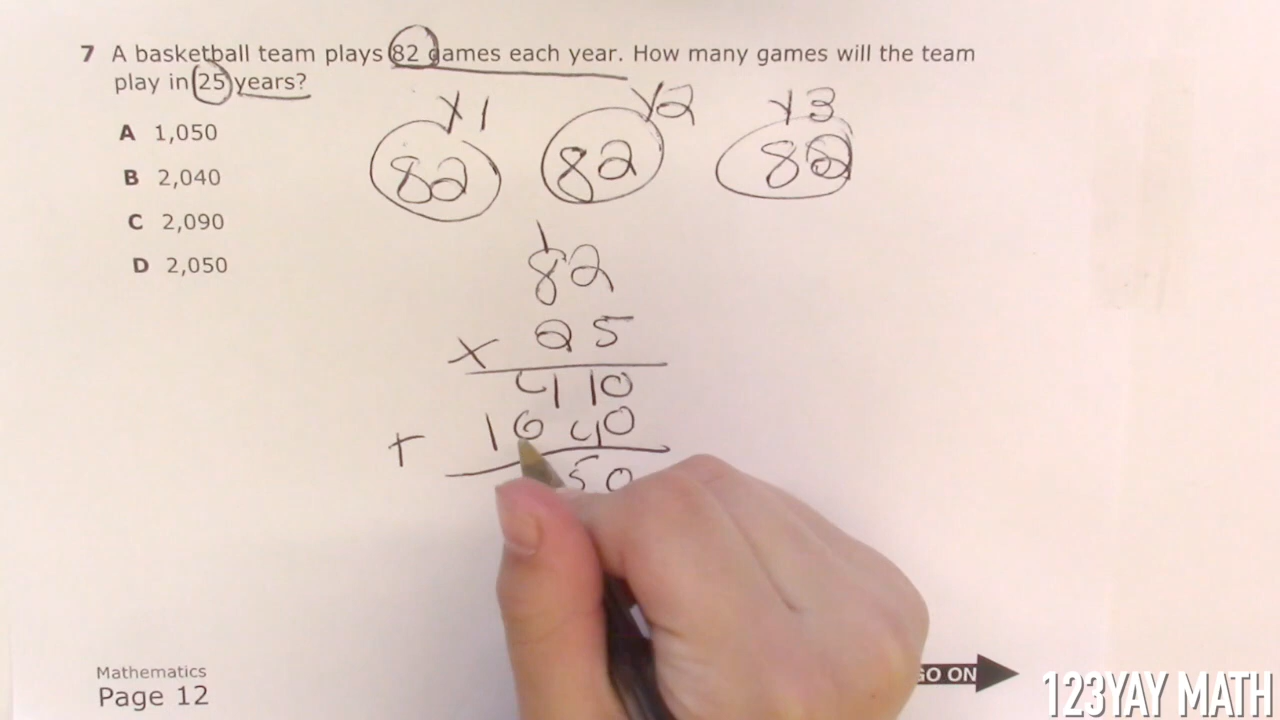 7 A basketball team plays 82 games each year. How many games will the team
play in 25 years?
A 1,050
B 2,040
C 2,090
D 2,050
Y1 Y2 Y3
82 82 82
1
82
x 25
410
+ 1640
50
Mathematics
Page 12
GO ON
123YAY MATH